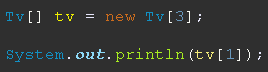 Tv[] tv = new Tv[3];
System.out.println(tv[1]);